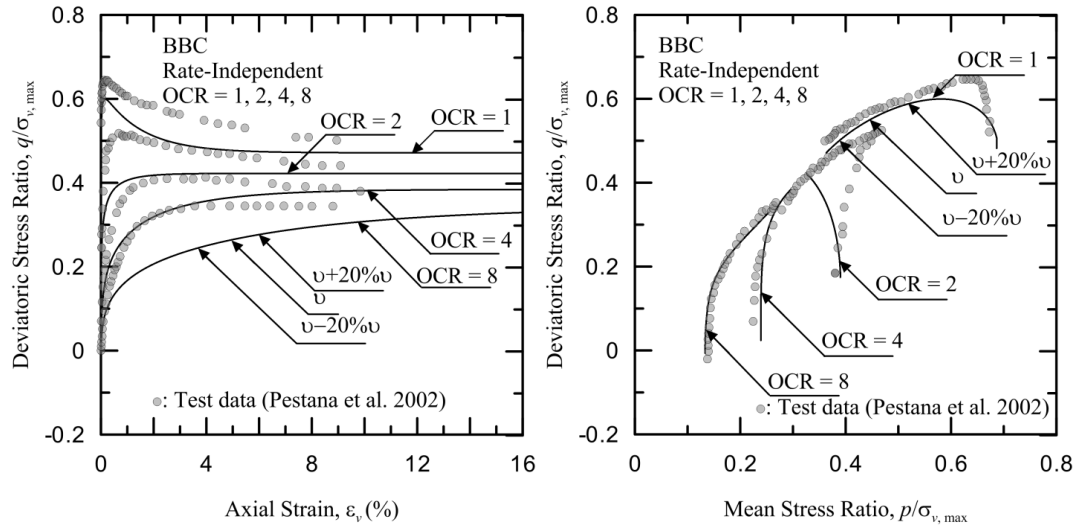 0.8
0.6
0.4
0.2
0
-0.2
Deviatoric Stress Ratio, q/σv,max
BBC
Rate-Independent
OCR = 1, 2, 4, 8
OCR = 2
OCR = 1
OCR = 4
OCR = 8
υ+20%υ
υ
υ−20%υ
: Test data (Pestana et al. 2002)
0 4 8 12 16
Axial Strain, εv (%)
0.8
0.6
0.4
0.2
0
-0.2
Deviatoric Stress Ratio, q/σv,max
BBC
Rate-Independent
OCR = 1, 2, 4, 8
OCR = 1
υ+20%υ
υ
υ−20%υ
OCR = 2
OCR = 4
OCR = 8
: Test data (Pestana et al. 2002)
0 0.2 0.4 0.6 0.8
Mean Stress Ratio, p/σv,max